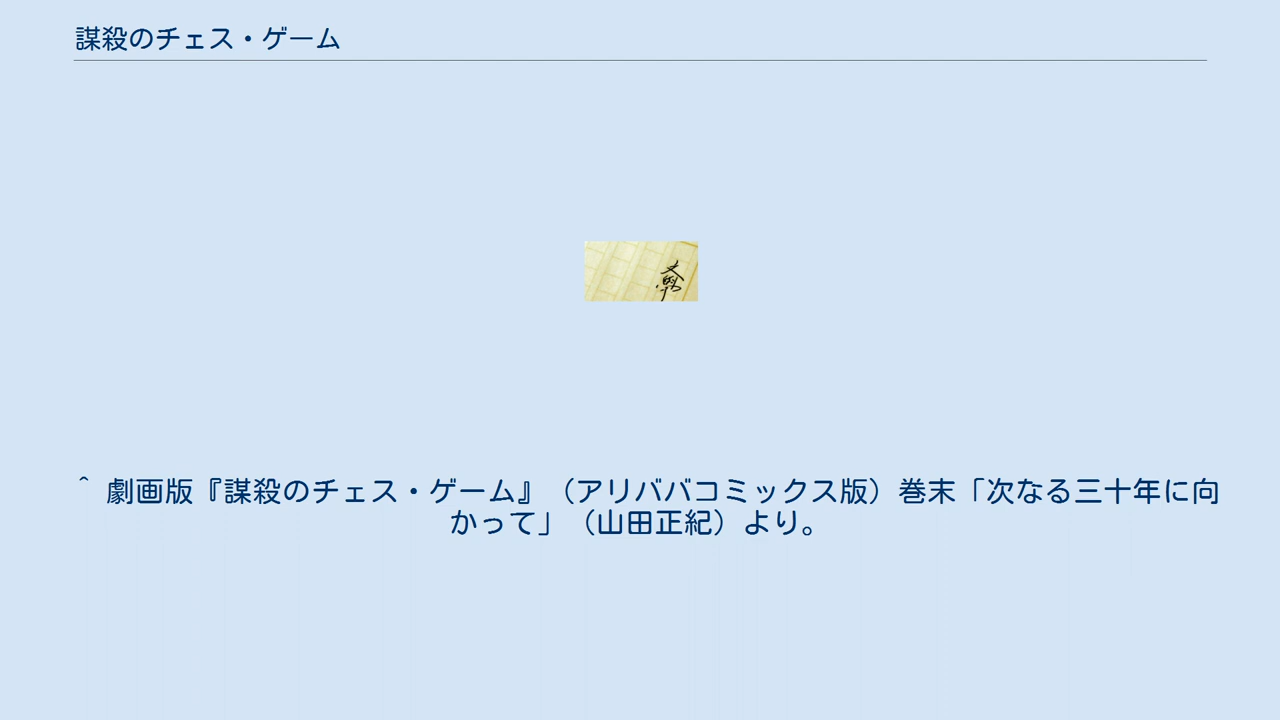 謀殺のチェス・ゲーム
^ 劇画版『謀殺のチェス・ゲーム』（アリババコミックス版）巻末「次なる三十年に向
かって」（山田正紀）より。